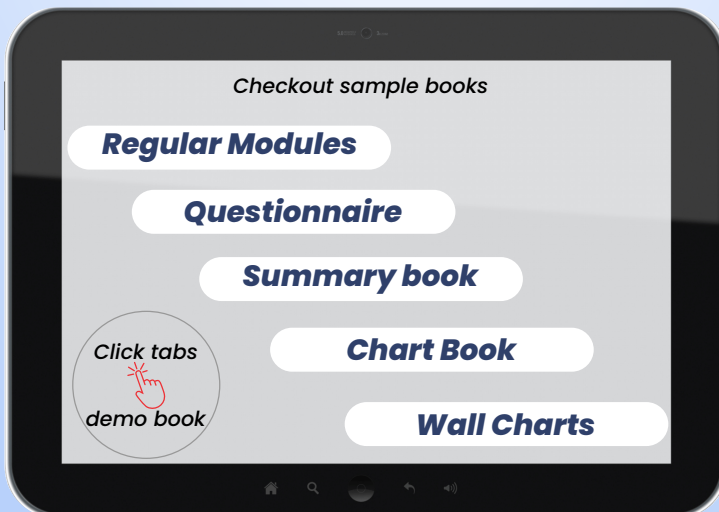 Checkout sample books
Regular Modules
Questionnaire
Summary book
Chart Book
Click tabs
demo book
Wall Charts